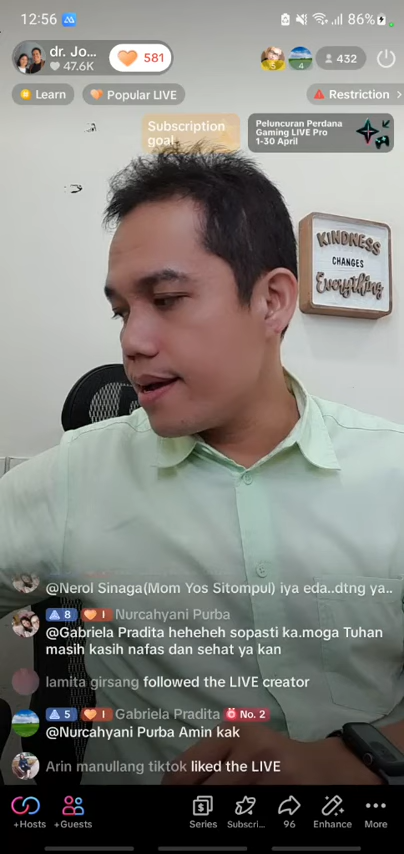 12:56
86%
dr. Jo...
47.6K
581
3
4
432
Learn
Popular LIVE
Restriction
Subscription
goal
Peluncuran Perdana
Gaming LIVE Pro
1-30 April
KINDNESS
CHANGES
Everything
@Nerol Sinaga(Mom Yos Sitompul) iya eda..dtng ya..
8 1 Nurcahyani Purba
@Gabriela Pradita heheheh sopasti ka.moga Tuhan
masih kasih nafas dan sehat ya kan
lamita girsang followed the LIVE creator
5 1 Gabriela Pradita No. 2
@Nurcahyani Purba Amin kak
Arin manullang tiktok liked the LIVE
+Hosts
+Guests
Series
Subscri...
96
Enhance
More